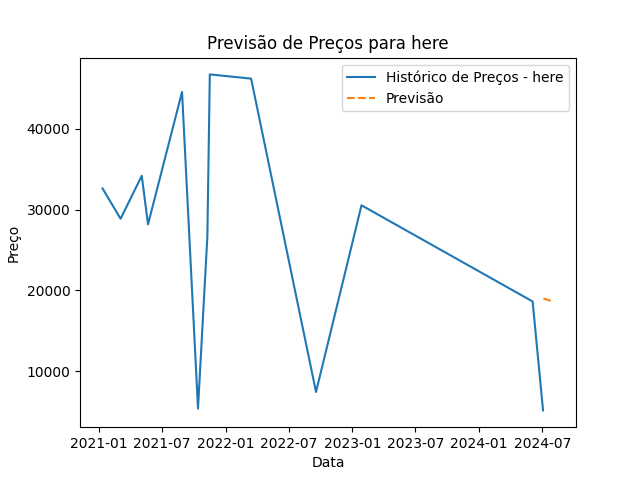 Previsão de Preços para here
Histórico de Preços - here
Previsão
Preço
40000
30000
20000
10000
2021-01 2021-07 2022-01 2022-07 2023-01 2023-07 2024-01 2024-07
Data